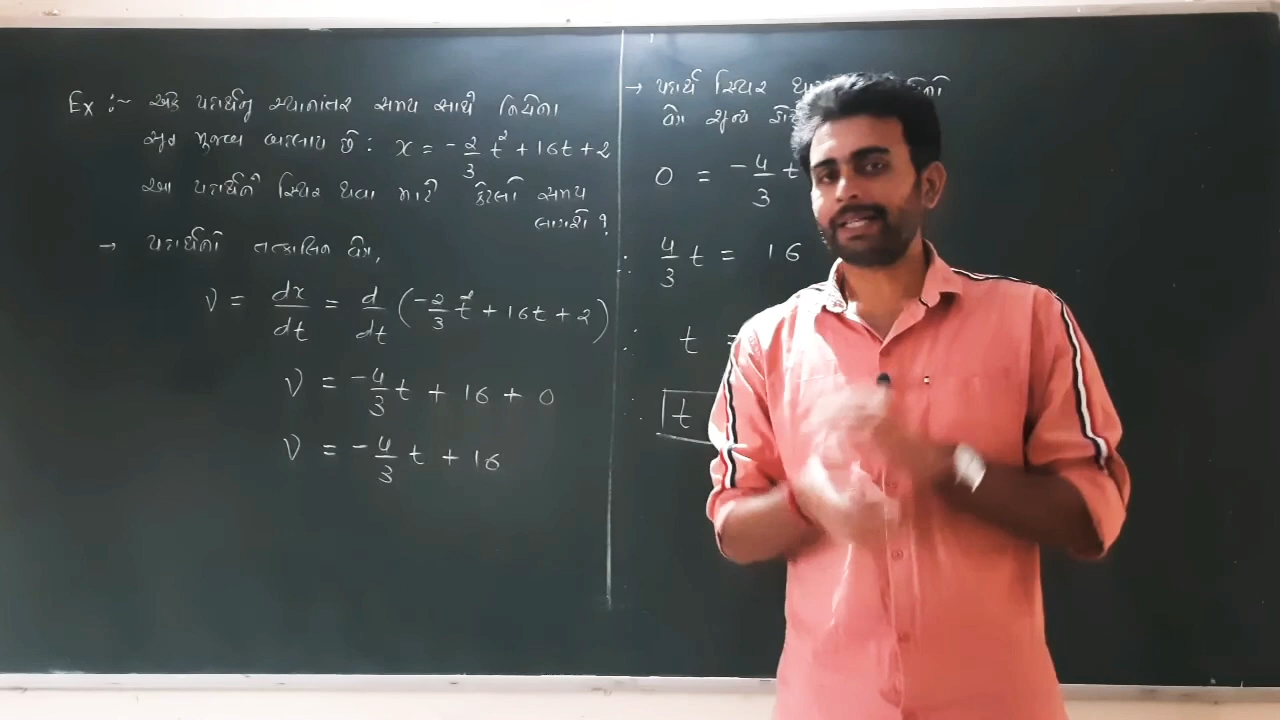 Ex :~ એક પદાર્થનું સ્થાનાંતર સમય સાથે નિચેના
સૂત્ર મુજબ બદલાય છે : x = -2/3 t² + 16t + 2
આ પદાર્થને સ્થિર થવા માટે કેટલો સમય
લાગશે ?
→ પદાર્થનો તત્કાલિન વેગ,
v = dx/dt = d/dt (-2/3 t² + 16t + 2)
v = -4/3 t + 16 + 0
v = -4/3 t + 16
→ પદાર્થ સ્થિર
વેગ શૂન્ય
0 = -4/3 t
∴ 4/3 t = 16
∴ t =
∴ t